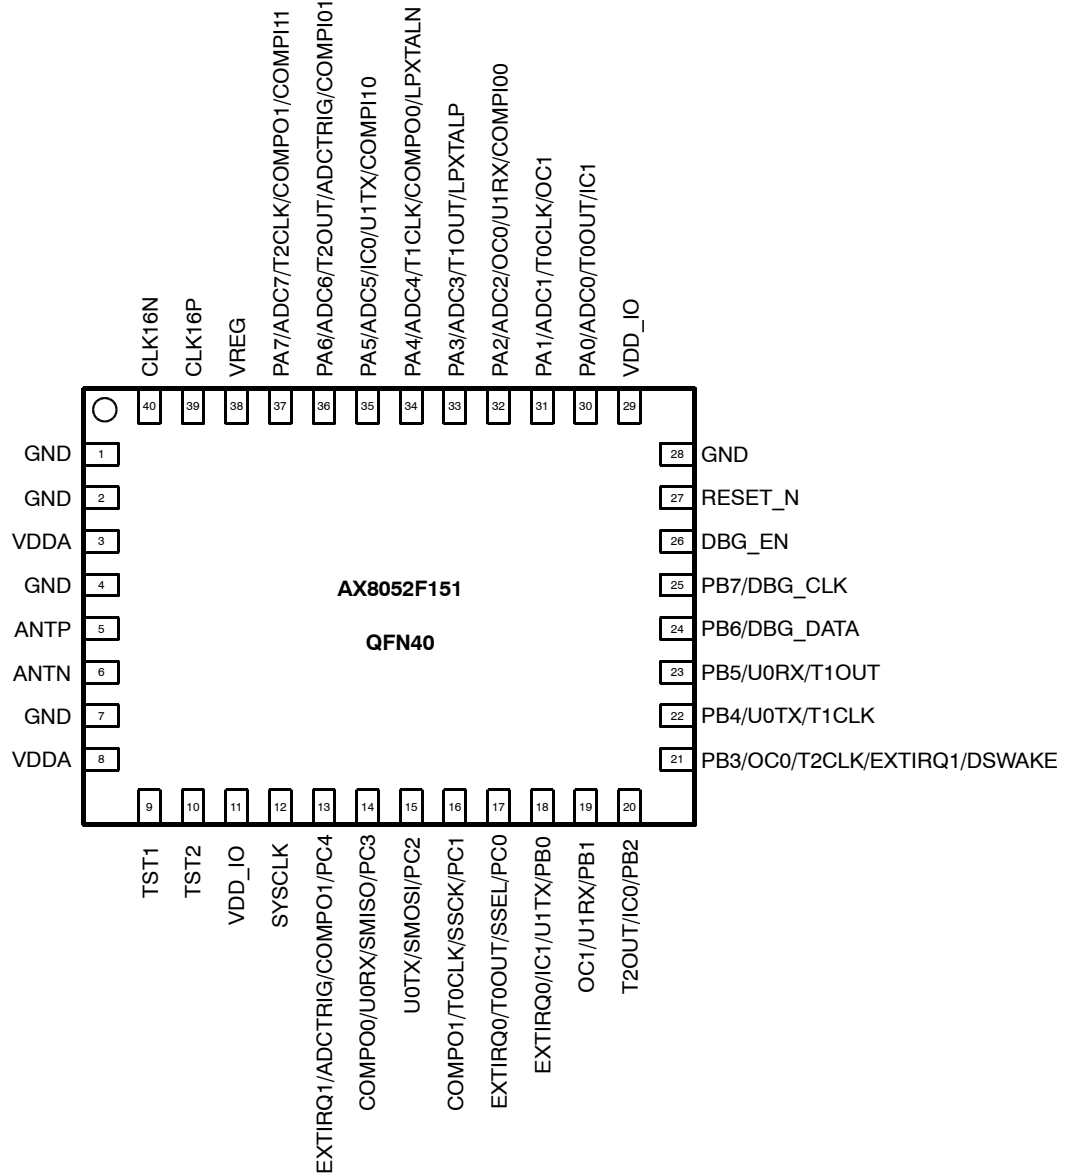 PA7/ADC7/T2CLK/COMPO1/COMPI11
PA6/ADC6/T2OUT/ADCTRIG/COMPI01
PA5/ADC5/IC0/U1TX/COMPI10
PA4/ADC4/T1CLK/COMPO0/LPXTALN
PA3/ADC3/T1OUT/LPXTALP
PA2/ADC2/OC0/U1RX/COMPI00
PA1/ADC1/T0CLK/OC1
PA0/ADC0/T0OUT/IC1
CLK16N
CLK16P
VREG
VDD_IO
40 39 38 37 36 35 34 33 32 31 30 29
GND 1
GND 2
VDDA 3
GND 4
ANTP 5
ANTN 6
GND 7
VDDA 8
AX8052F151
QFN40
28 GND
27 RESET_N
26 DBG_EN
25 PB7/DBG_CLK
24 PB6/DBG_DATA
23 PB5/U0RX/T1OUT
22 PB4/U0TX/T1CLK
21 PB3/OC0/T2CLK/EXTIRQ1/DSWAKE
9 10 11 12 13 14 15 16 17 18 19 20
TST1
TST2
VDD_IO
SYSCLK
EXTIRQ1/ADCTRIG/COMPO1/PC4
COMPO0/U0RX/SMISO/PC3
U0TX/SMOSI/PC2
COMPO1/T0CLK/SSCK/PC1
EXTIRQ0/T0OUT/SSEL/PC0
EXTIRQ0/IC1/U1TX/PB0
OC1/U1RX/PB1
T2OUT/IC0/PB2